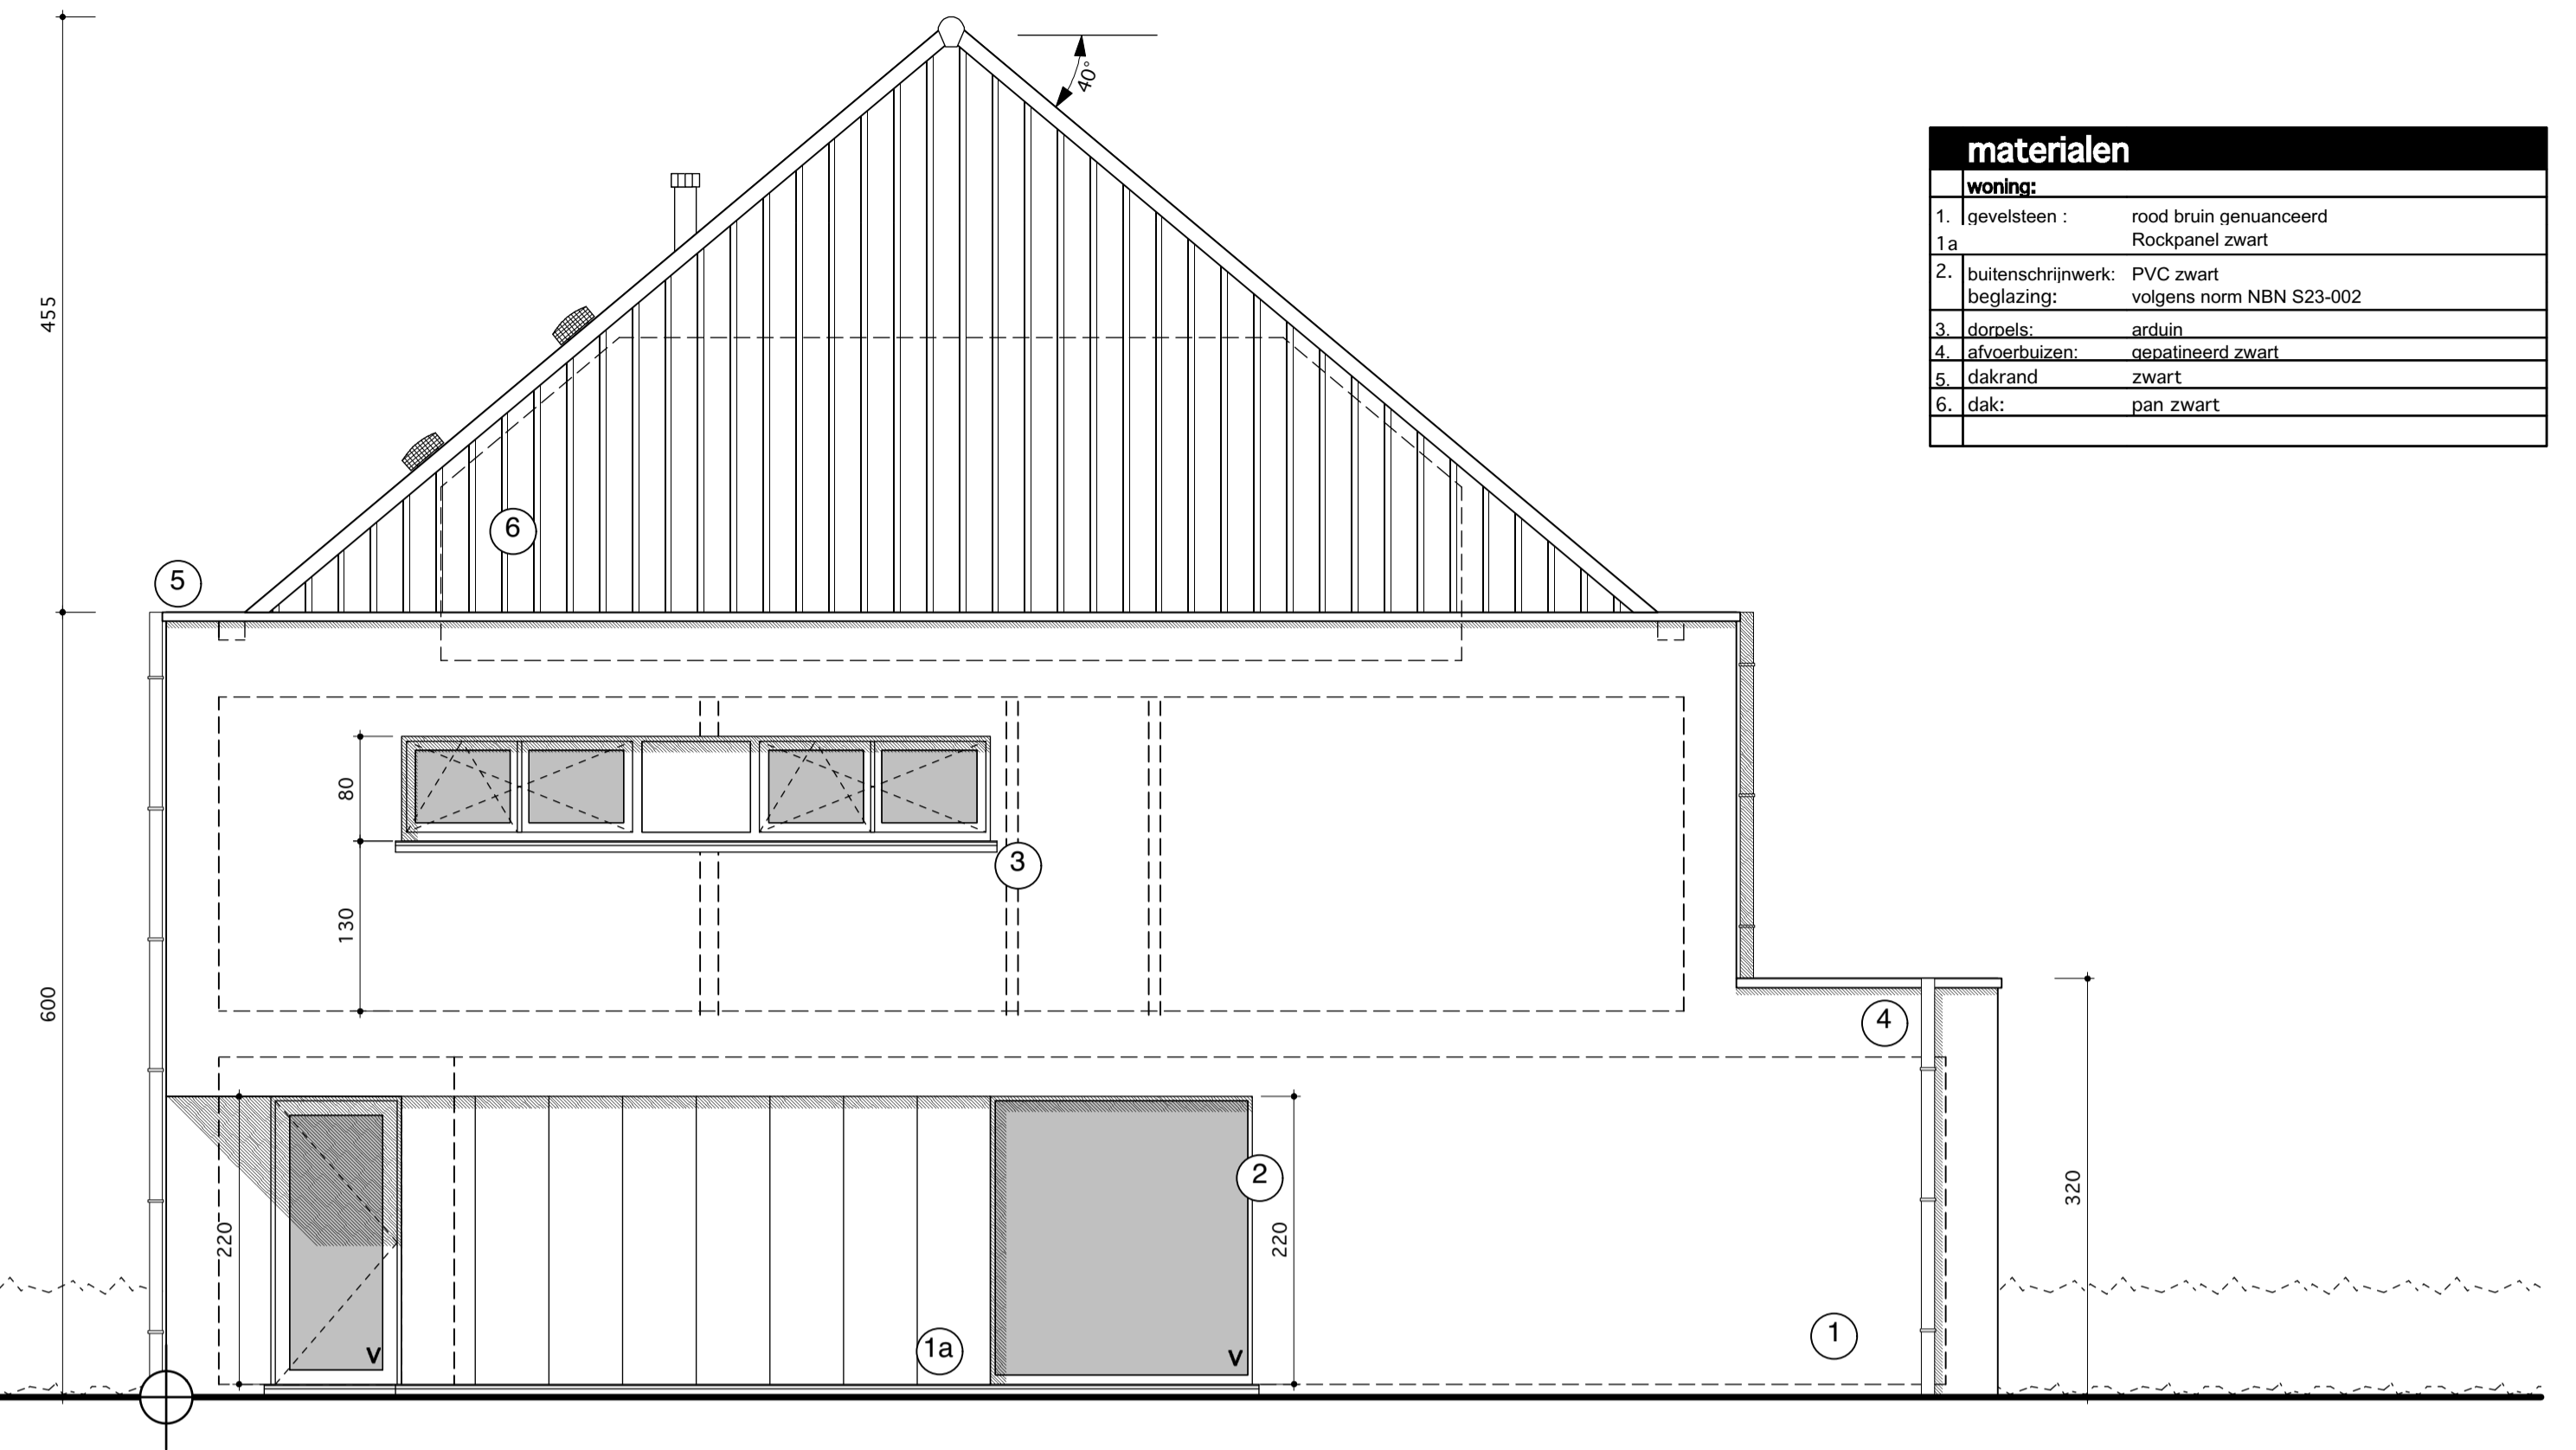 40°
materialen
woning:
1. gevelsteen : rood bruin genuanceerd
1a Rockpanel zwart
2. buitenschrijnwerk: PVC zwart
beglazing: volgens norm NBN S23-002
3. dorpels: arduin
4. afvoerbuizen: gepatineerd zwart
5. dakrand zwart
6. dak: pan zwart
455
6
5
80
3
130
600
4
2
220
220
320
1a
1
V
V